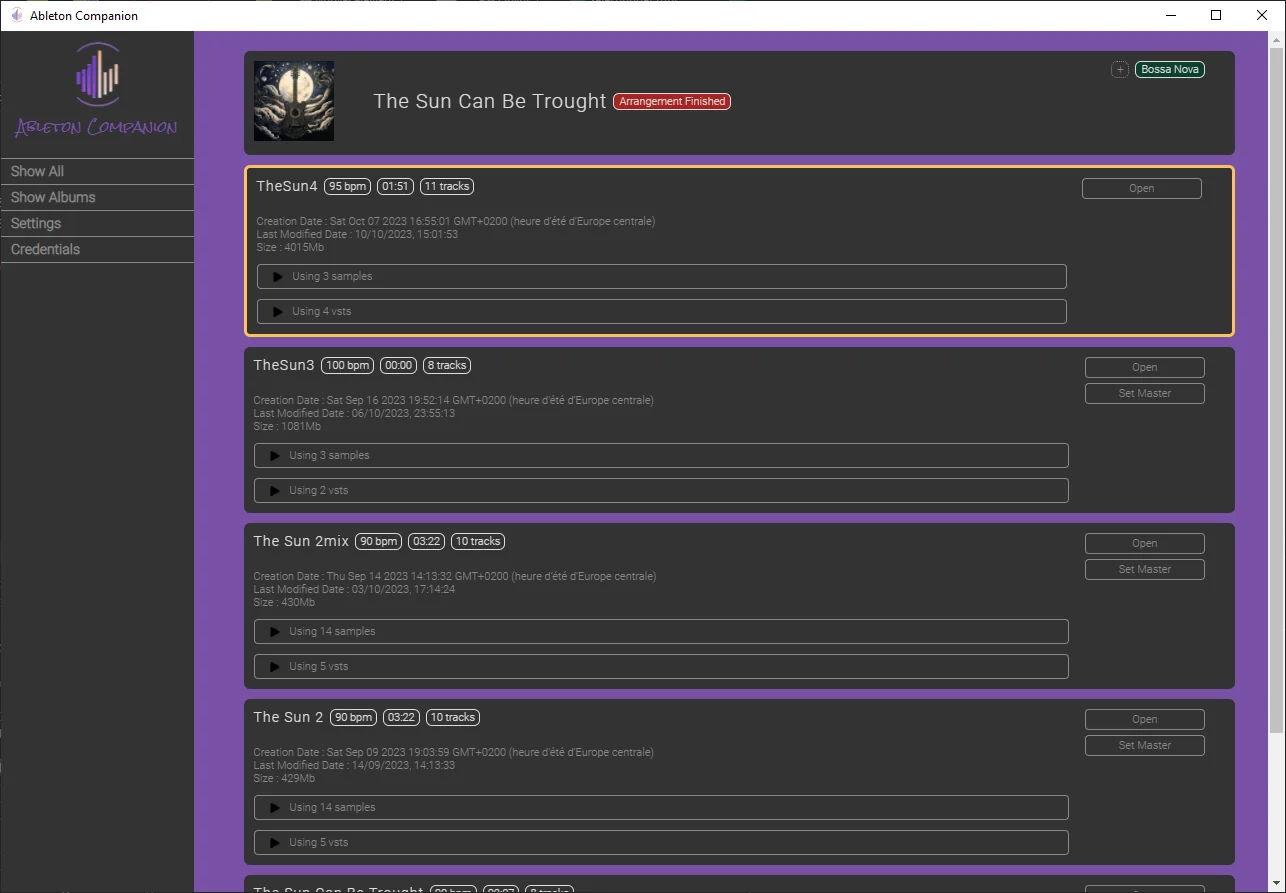 Ableton Companion
Ableton Companion
Show All
Show Albums
Settings
Credentials
The Sun Can Be Trought Arrangement Finished
+ Bossa Nova
TheSun4 95 bpm 01:51 11 tracks
Open
Creation Date : Sat Oct 07 2023 16:55:01 GMT+0200 (heure d'été d'Europe centrale)
Last Modified Date : 10/10/2023, 15:01:53
Size : 4015Mb
Using 3 samples
Using 4 vsts
TheSun3 100 bpm 00:00 8 tracks
Open
Set Master
Creation Date : Sat Sep 16 2023 19:52:14 GMT+0200 (heure d'été d'Europe centrale)
Last Modified Date : 06/10/2023, 23:55:13
Size : 1081Mb
Using 3 samples
Using 2 vsts
The Sun 2mix 90 bpm 03:22 10 tracks
Open
Set Master
Creation Date : Thu Sep 14 2023 14:13:32 GMT+0200 (heure d'été d'Europe centrale)
Last Modified Date : 03/10/2023, 17:14:24
Size : 430Mb
Using 14 samples
Using 5 vsts
The Sun 2 90 bpm 03:22 10 tracks
Open
Set Master
Creation Date : Sat Sep 09 2023 19:03:59 GMT+0200 (heure d'été d'Europe centrale)
Last Modified Date : 14/09/2023, 14:13:33
Size : 429Mb
Using 14 samples
Using 5 vsts
The Sun Can Be Trought